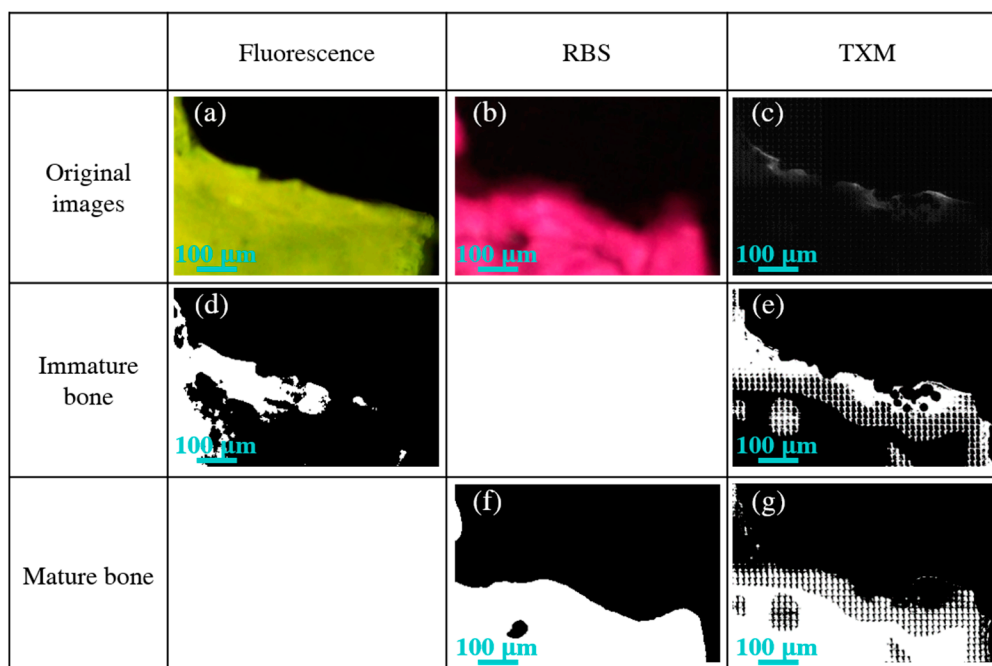 Fluorescence RBS TXM
Original
images
(a) (b) (c)
100 μm 100 μm 100 μm
Immature
bone
(d) (e)
100 μm 100 μm
Mature bone
(f) (g)
100 μm 100 μm